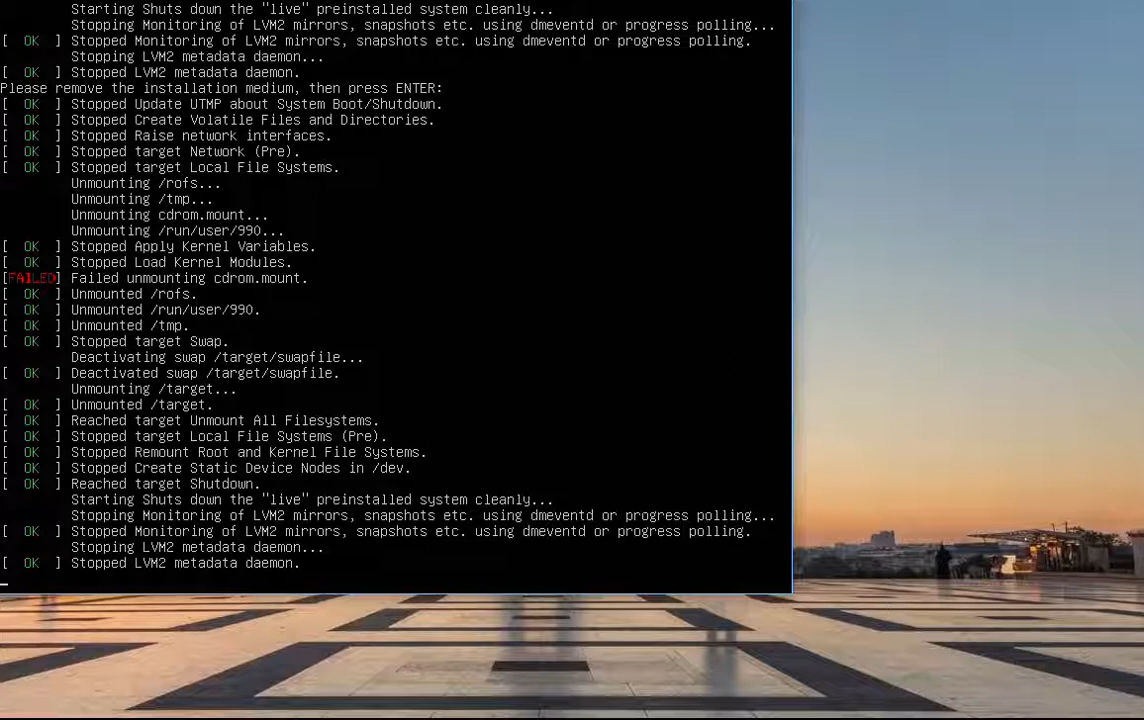 Starting Shuts down the "live" preinstalled system cleanly...
Stopping Monitoring of LVM2 mirrors, snapshots etc. using dmeventd or progress polling...
[  OK  ] Stopped Monitoring of LVM2 mirrors, snapshots etc. using dmeventd or progress polling.
Stopping LVM2 metadata daemon...
[  OK  ] Stopped LVM2 metadata daemon.
Please remove the installation medium, then press ENTER:
[  OK  ] Stopped Update UTMP about System Boot/Shutdown.
[  OK  ] Stopped Create Volatile Files and Directories.
[  OK  ] Stopped Raise network interfaces.
[  OK  ] Stopped target Network (Pre).
[  OK  ] Stopped target Local File Systems.
Unmounting /rofs...
Unmounting /tmp...
Unmounting cdrom.mount...
Unmounting /run/user/990...
[  OK  ] Stopped Apply Kernel Variables.
[  OK  ] Stopped Load Kernel Modules.
[FAILED] Failed unmounting cdrom.mount.
[  OK  ] Unmounted /rofs.
[  OK  ] Unmounted /run/user/990.
[  OK  ] Unmounted /tmp.
[  OK  ] Stopped target Swap.
Deactivating swap /target/swapfile...
[  OK  ] Deactivated swap /target/swapfile.
Unmounting /target...
[  OK  ] Unmounted /target.
[  OK  ] Reached target Unmount All Filesystems.
[  OK  ] Stopped target Local File Systems (Pre).
[  OK  ] Stopped Remount Root and Kernel File Systems.
[  OK  ] Stopped Create Static Device Nodes in /dev.
[  OK  ] Reached target Shutdown.
Starting Shuts down the "live" preinstalled system cleanly...
Stopping Monitoring of LVM2 mirrors, snapshots etc. using dmeventd or progress polling...
[  OK  ] Stopped Monitoring of LVM2 mirrors, snapshots etc. using dmeventd or progress polling.
Stopping LVM2 metadata daemon...
[  OK  ] Stopped LVM2 metadata daemon.